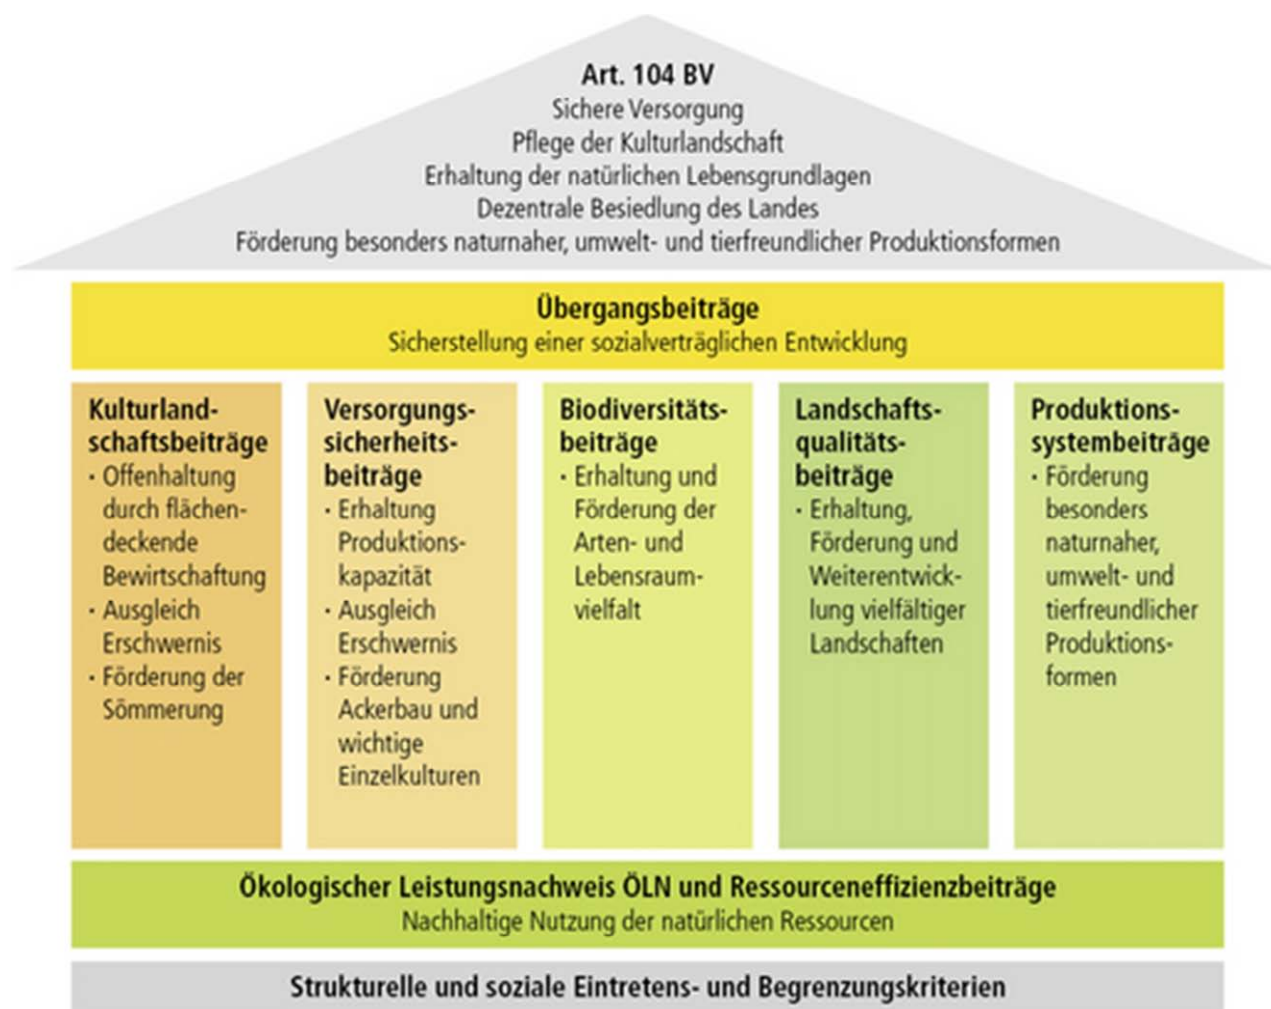 Art. 104 BV
Sichere Versorgung
Pflege der Kulturlandschaft
Erhaltung der natürlichen Lebensgrundlagen
Dezentrale Besiedlung des Landes
Förderung besonders naturnaher, umwelt- und tierfreundlicher Produktionsformen
Übergangsbeiträge
Sicherstellung einer sozialverträglichen Entwicklung
Kulturland-
schaftsbeiträge
· Offenhaltung
durch flächen-
deckende
Bewirtschaftung
· Ausgleich
Erschwernis
· Förderung der
Sömmerung
Versorgungs-
sicherheits-
beiträge
· Erhaltung
Produktions-
kapazität
· Ausgleich
Erschwernis
· Förderung
Ackerbau und
wichtige
Einzelkulturen
Biodiversitäts-
beiträge
· Erhaltung und
Förderung der
Arten- und
Lebensraum-
vielfalt
Landschafts-
qualitäts-
beiträge
· Erhaltung,
Förderung und
Weiterentwick-
lung vielfältiger
Landschaften
Produktions-
systembeiträge
· Förderung
besonders
naturnaher,
umwelt- und
tierfreundlicher
Produktions-
formen
Ökologischer Leistungsnachweis ÖLN und Ressourceneffizienzbeiträge
Nachhaltige Nutzung der natürlichen Ressourcen
Strukturelle und soziale Eintretens- und Begrenzungskriterien